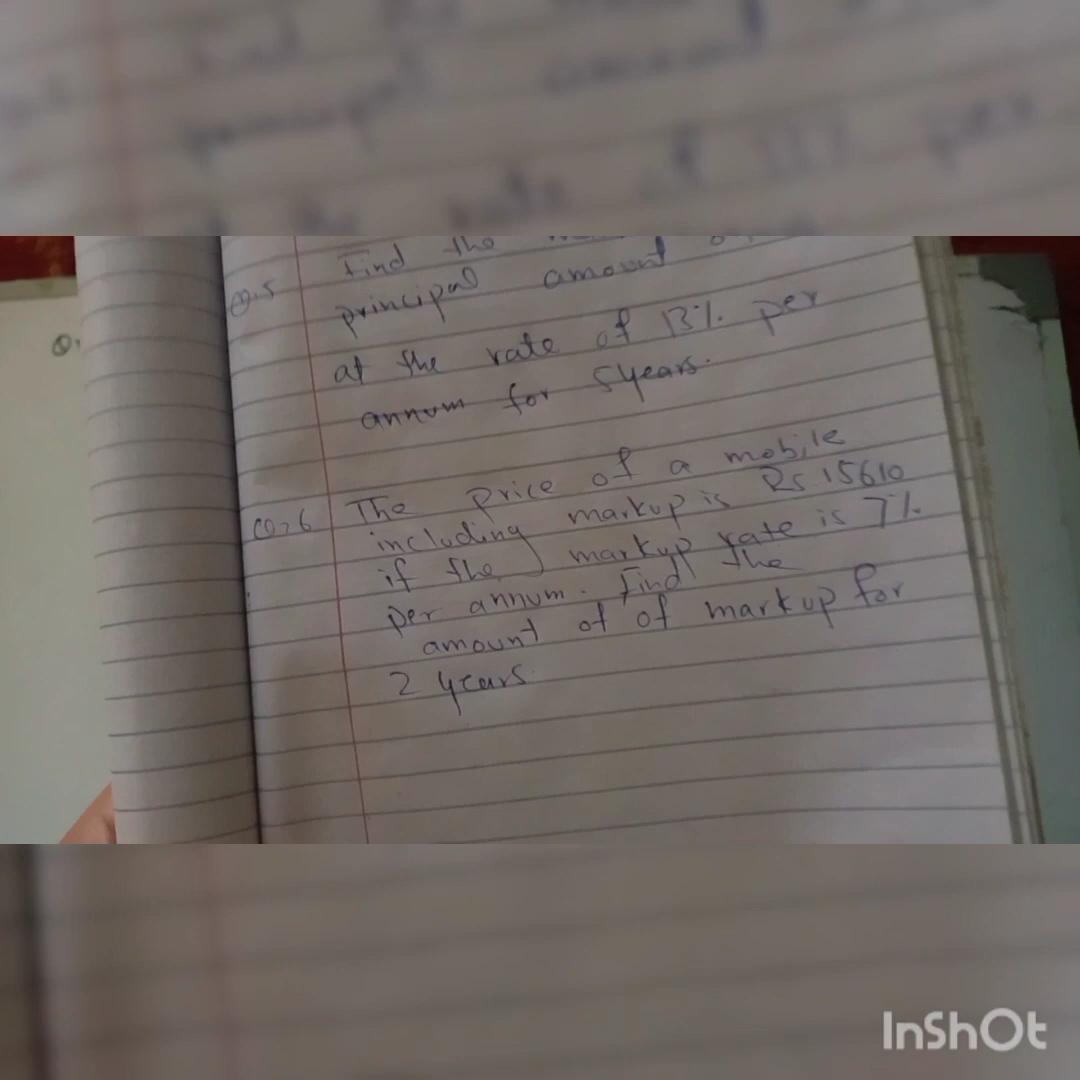 Q.5 Find the
principal amount
at the rate of 13% per
annum for 5 years.
Q.6 The price of a mobile
including markup is Rs 15610
if the markup rate is 7%
per annum. Find the
amount of of markup for
2 years.
InShOt